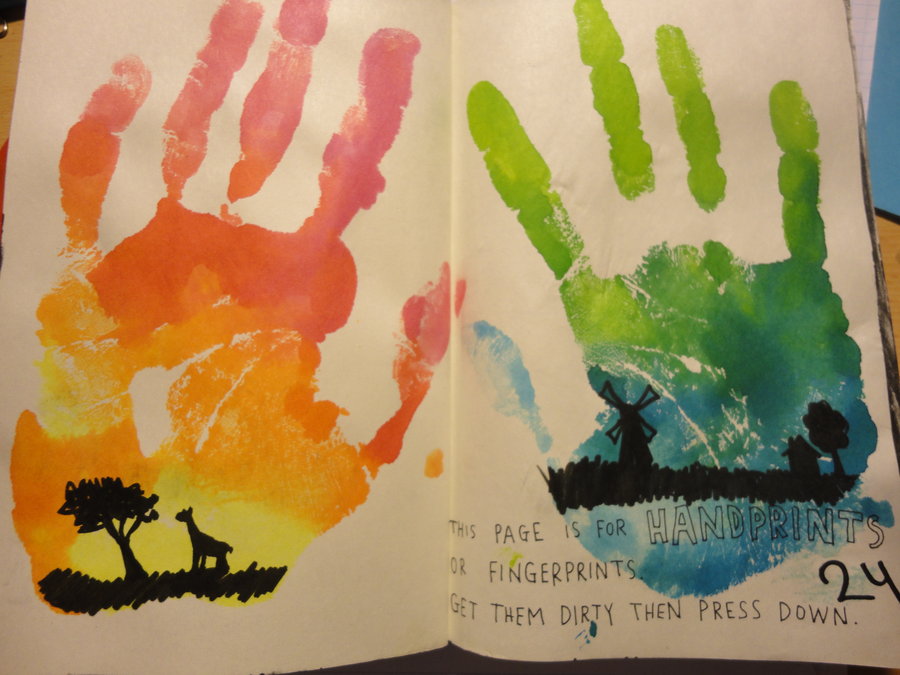 THIS PAGE IS FOR HANDPRINTS
OR FINGERPRINTS.
24
GET THEM DIRTY THEN PRESS DOWN.